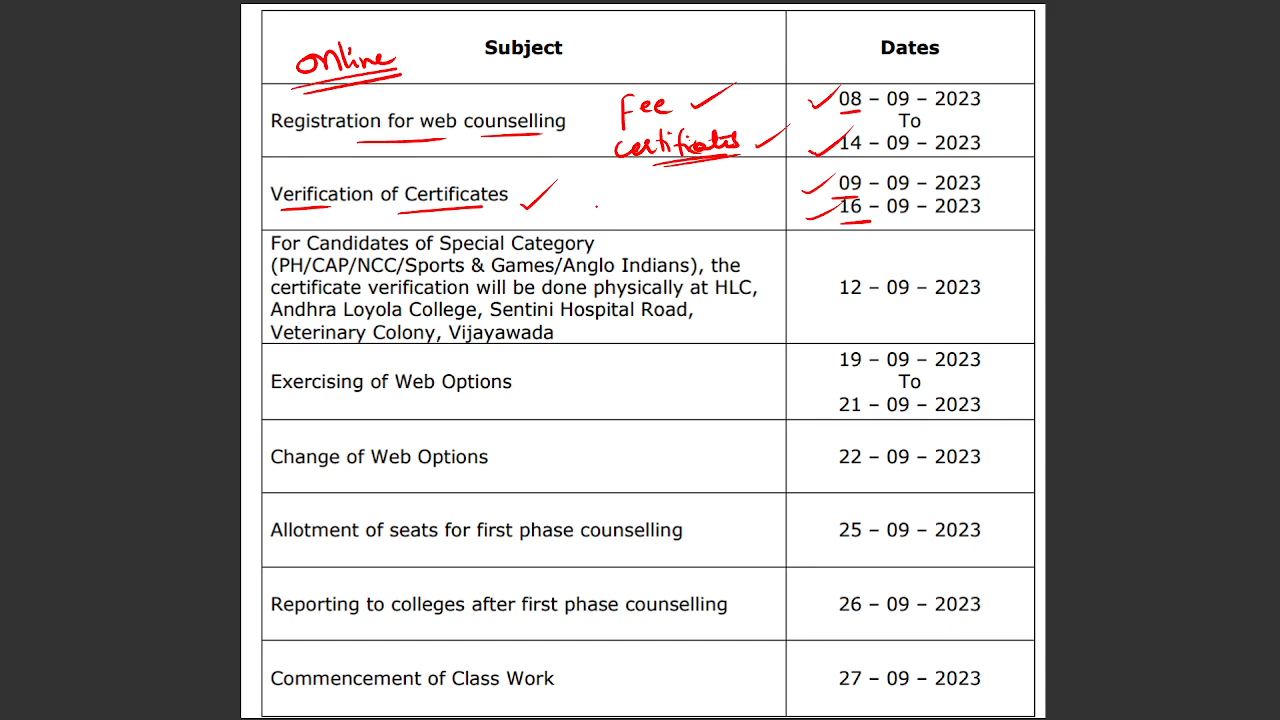 Subject
Dates
Online
Registration for web counselling
Fee
certificates
08 – 09 – 2023
To
14 – 09 – 2023
Verification of Certificates
09 – 09 – 2023
16 – 09 – 2023
For Candidates of Special Category
(PH/CAP/NCC/Sports & Games/Anglo Indians), the
certificate verification will be done physically at HLC,
Andhra Loyola College, Sentini Hospital Road,
Veterinary Colony, Vijayawada
12 – 09 – 2023
Exercising of Web Options
19 – 09 – 2023
To
21 – 09 – 2023
Change of Web Options
22 – 09 – 2023
Allotment of seats for first phase counselling
25 – 09 – 2023
Reporting to colleges after first phase counselling
26 – 09 – 2023
Commencement of Class Work
27 – 09 – 2023